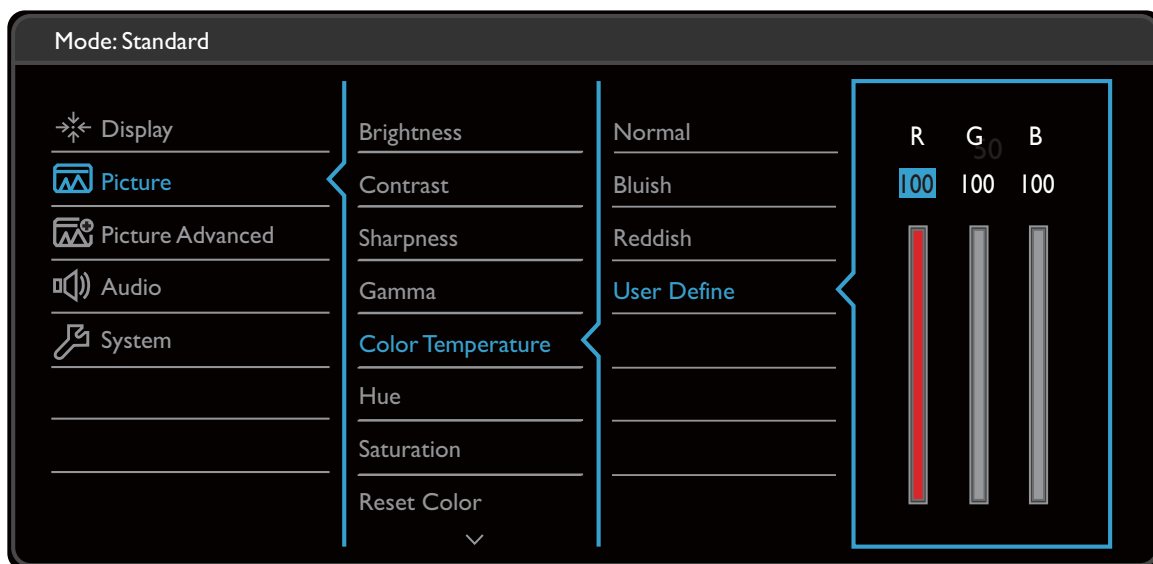 Mode: Standard
Display
Picture
Picture Advanced
Audio
System
Brightness
Contrast
Sharpness
Gamma
Color Temperature
Hue
Saturation
Reset Color
Normal
Bluish
Reddish
User Define
R G B
50
100 100 100